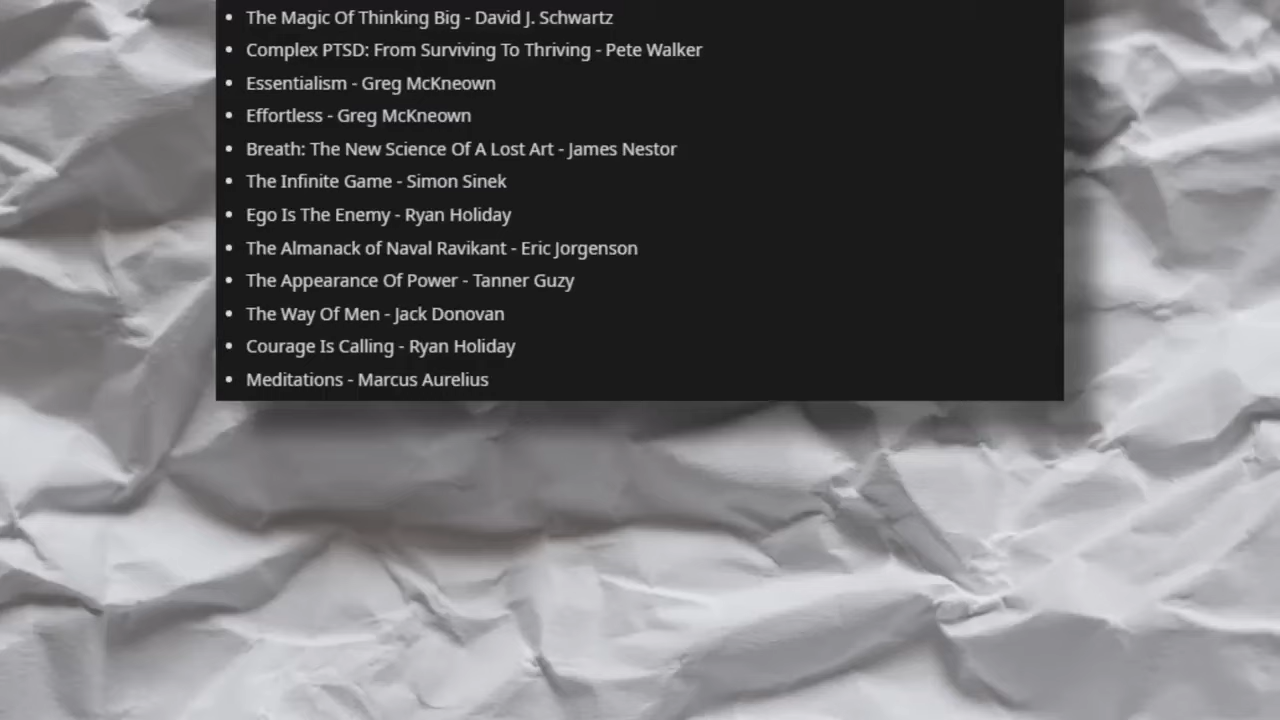 • The Magic Of Thinking Big - David J. Schwartz
• Complex PTSD: From Surviving To Thriving - Pete Walker
• Essentialism - Greg McKneown
• Effortless - Greg McKneown
• Breath: The New Science Of A Lost Art - James Nestor
• The Infinite Game - Simon Sinek
• Ego Is The Enemy - Ryan Holiday
• The Almanack of Naval Ravikant - Eric Jorgenson
• The Appearance Of Power - Tanner Guzy
• The Way Of Men - Jack Donovan
• Courage Is Calling - Ryan Holiday
• Meditations - Marcus Aurelius